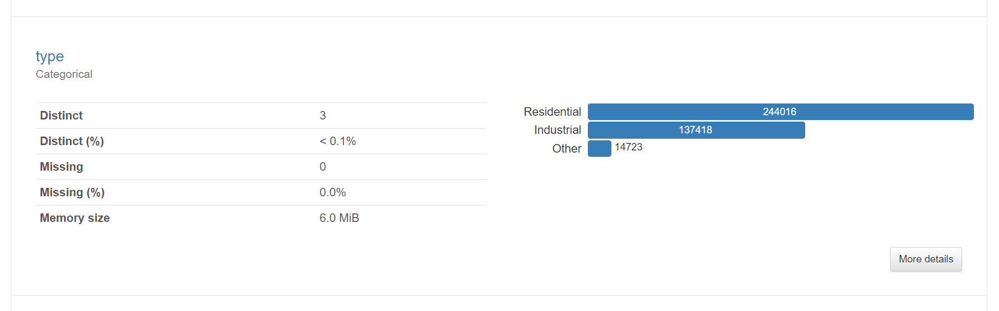 type
Categorical
Distinct 3
Distinct (%) < 0.1%
Missing 0
Missing (%) 0.0%
Memory size 6.0 MiB
Residential 244016
Industrial 137418
Other 14723
More details